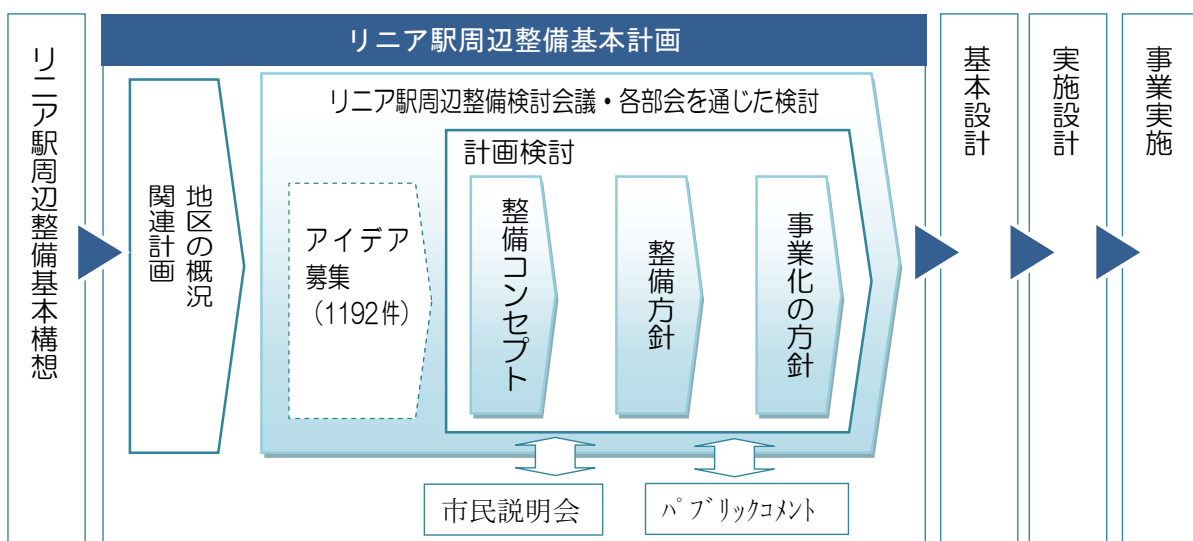 リニア駅周辺整備基本構想
リニア駅周辺整備基本計画
地区の概況
関連計画
リニア駅周辺整備検討会議・各部会を通じた検討
アイデア
募集
（1192件）
計画検討
整備コンセプト
整備方針
事業化の方針
市民説明会
パブリックコメント
基本設計
実施設計
事業実施